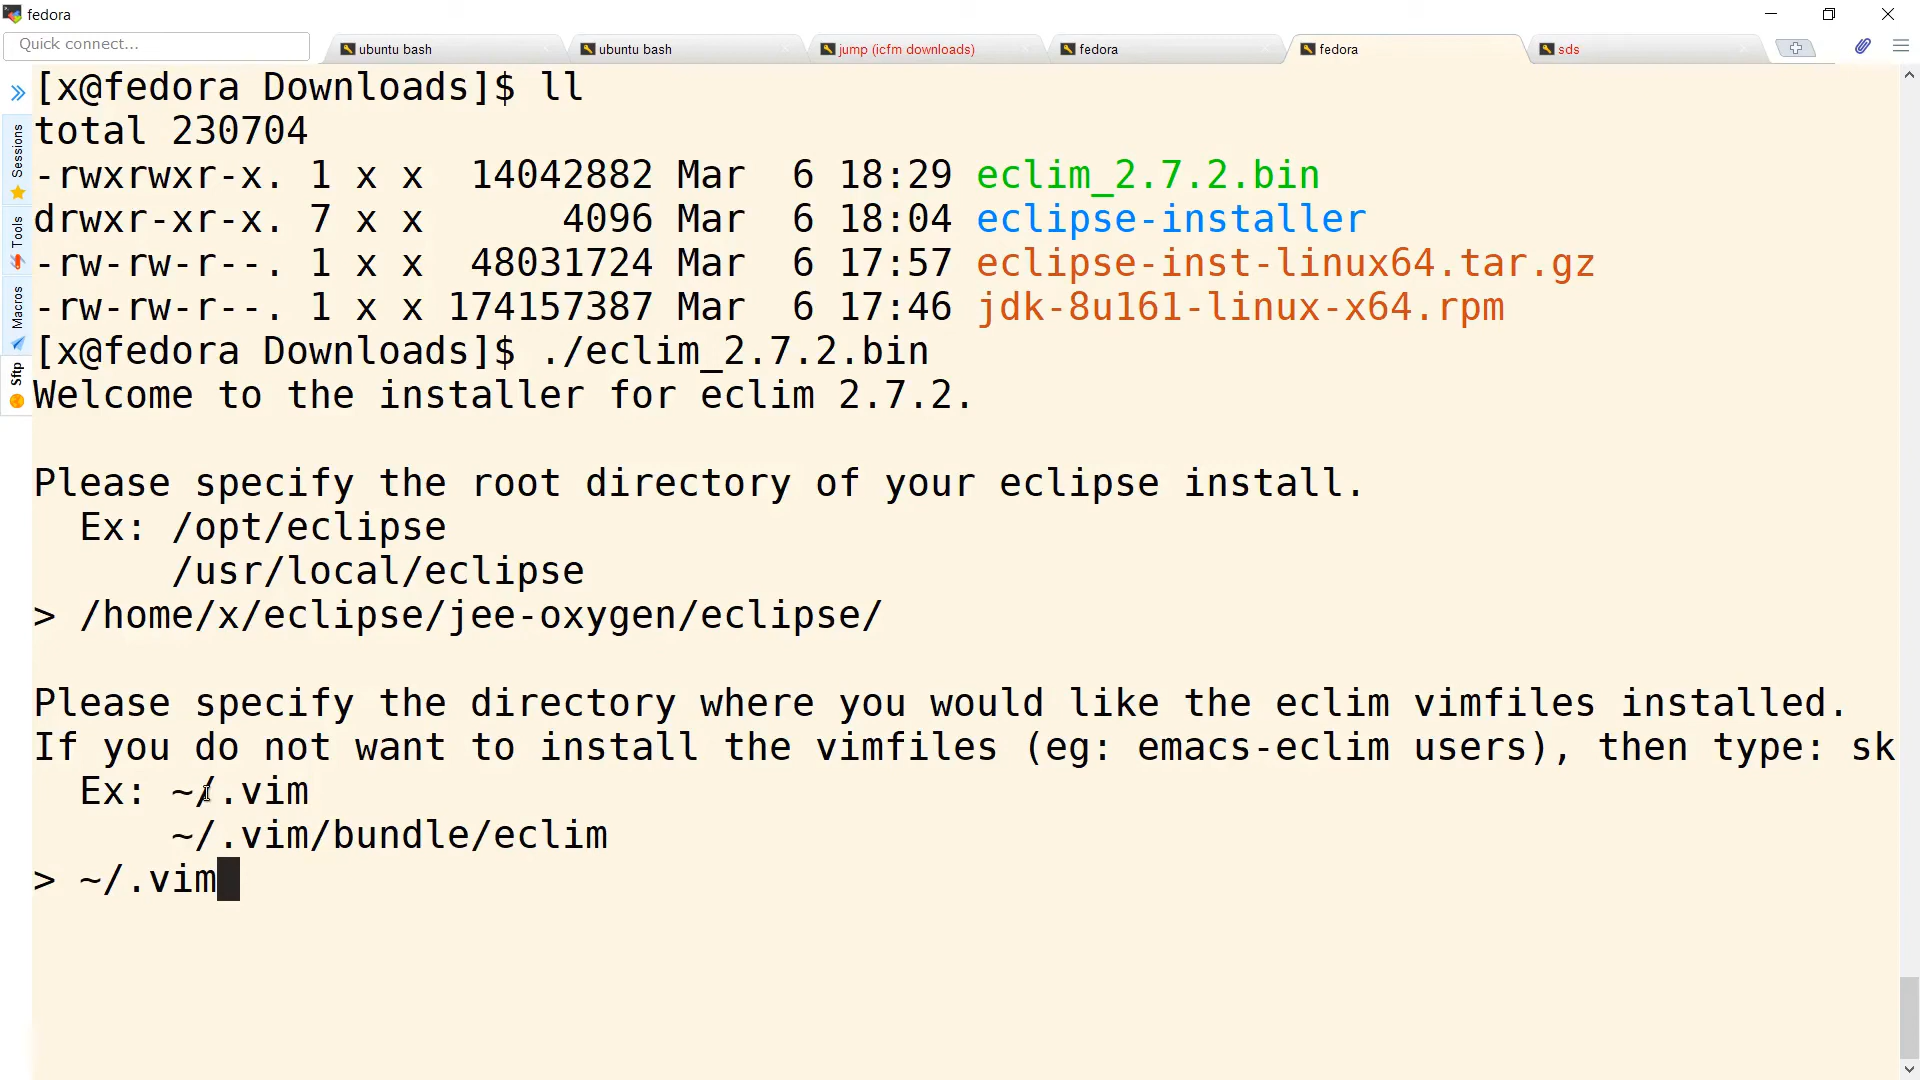 fedora
Quick connect...
ubuntu bash
ubuntu bash
jump (icfm downloads)
fedora
fedora
sds
Sessions
Tools
Macros
Sftp
[x@fedora Downloads]$ ll
total 230704
-rwxrwxr-x. 1 x x  14042882 Mar  6 18:29 eclim_2.7.2.bin
drwxr-xr-x. 7 x x      4096 Mar  6 18:04 eclipse-installer
-rw-rw-r--. 1 x x  48031724 Mar  6 17:57 eclipse-inst-linux64.tar.gz
-rw-rw-r--. 1 x x 174157387 Mar  6 17:46 jdk-8u161-linux-x64.rpm
[x@fedora Downloads]$ ./eclim_2.7.2.bin
Welcome to the installer for eclim 2.7.2.
Please specify the root directory of your eclipse install.
  Ex: /opt/eclipse
      /usr/local/eclipse
> /home/x/eclipse/jee-oxygen/eclipse/
Please specify the directory where you would like the eclim vimfiles installed.
If you do not want to install the vimfiles (eg: emacs-eclim users), then type: sk
  Ex: ~/.vim
      ~/.vim/bundle/eclim
> ~/.vim